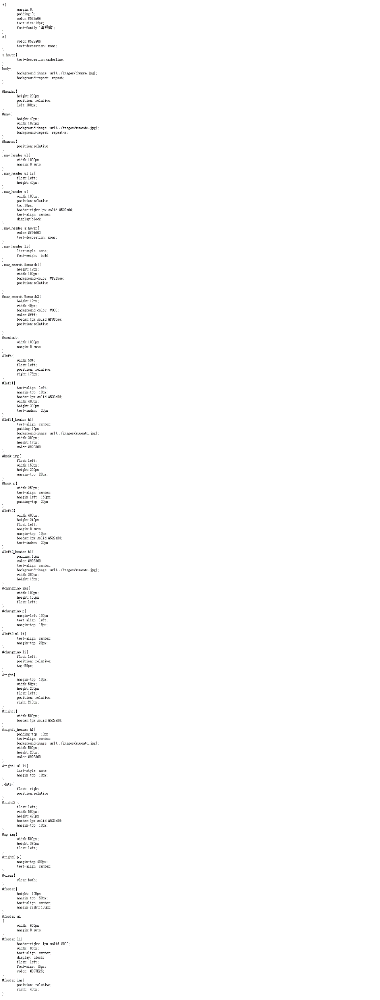 *{
margin:0;
padding:0;
color:#522a06;
font-size:12px;
font-family:"瀹嬩綋";
}
a{
color:#522a06;
text-decoration: none;
}
a:hover{
text-decoration:underline;
}
body{
background-image: url(../images/chunse.jpg);
background-repeat: repeat;
}
#header{
height:200px;
position: relative;
left:100px;
}
#nav{
height:40px;
width:1025px;
background-image: url(../images/muwentu.jpg);
background-repeat: repeat-x;
}
#banner{
position:relative;
}
.nav_header ul{
width:1000px;
margin:0 auto;
}
.nav_header ul li{
float:left;
height:40px;
}
.nav_header a{
width:100px;
position:relative;
top:10px;
border-right:1px solid #522a06;
text-align: center;
display:block;
}
.nav_header a:hover{
color:#f9f603;
text-decoration: none;
}
.nav_header li{
list-style: none;
font-weight: bold;
}
.nav_search #search1{
height:19px;
width:100px;
background-color: #f8f5ee;
position:relative;
}
#nav_search #search2{
height:12px;
width:40px;
background-color: #000;
color:#fff;
border:1px solid #f8f5ee;
position:relative;
}
#content{
width:1000px;
margin:0 auto;
}
#left{
width:55%;
float:left;
position: relative;
right:175px;
}
#left1{
text-align: left;
margin-top: 10px;
border:1px solid #522a06;
width:400px;
height:300px;
text-indent: 20px;
}
#left1_header h1{
text-align: center;
padding:10px;
background-image: url(../images/muwentu.jpg);
width:380px;
height:17px;
color:#993300;
}
#book img{
float:left;
width:150px;
height:200px;
margin-top: 20px;
}
#book p{
width:250px;
text-align: center;
margin-left: 150px;
padding-top: 20px;
}
#left2{
width:400px;
height:240px;
float:left;
margin:0 auto;
margin-top: 10px;
border:1px solid #522a06;
text-indent: 20px;
}
#left2_header h1{
padding:10px;
color:#993300;
text-align: center;
background-image: url(../images/muwentu.jpg);
width:380px;
height:15px;
}
#changxiao img{
width:100px;
height:150px;
float:left;
}
#changxiao p{
margin-left:100px;
text-align: left;
margin-top: 15px;
}
#left2 ul li{
text-align: center;
margin-top: 20px;
}
#changxiao li{
float:left;
position: relative;
top:50px;
}
#right{
margin-top: 10px;
width:50px;
height:200px;
float:left;
position: relative;
right:210px;
}
#right1{
width:500px;
border:1px solid #522a06;
}
#right1_header h1{
padding-top: 10px;
text-align: center;
background-image: url(../images/muwentu.jpg);
width:500px;
height:20px;
color:#993300;
}
#right1 ul li{
list-style: none;
margin-top: 10px;
}
.date{
float: right;
position:relative;
}
#right2 {
float:left;
width:500px;
height:420px;
border:1px solid #522a06;
margin-top: 10px;
}
#sp img{
width:500px;
height:380px;
float:left;
}
#right2 p{
margin-top:400px;
text-align: center;
}
#clear{
clear:both;
}
#footer{
height: 105px;
margin-top: 50px;
text-align: center;
margin-right:100px;
}
#footer ul
{
width: 600px;
margin:0 auto;
}
#footer li{
border-right: 1px solid #000;
width: 85px;
text-align: center;
display: block;
float: left;
font-size: 15px;
color: #B97E25;
}
#footer img{
position: relative;
right: 40px;
}